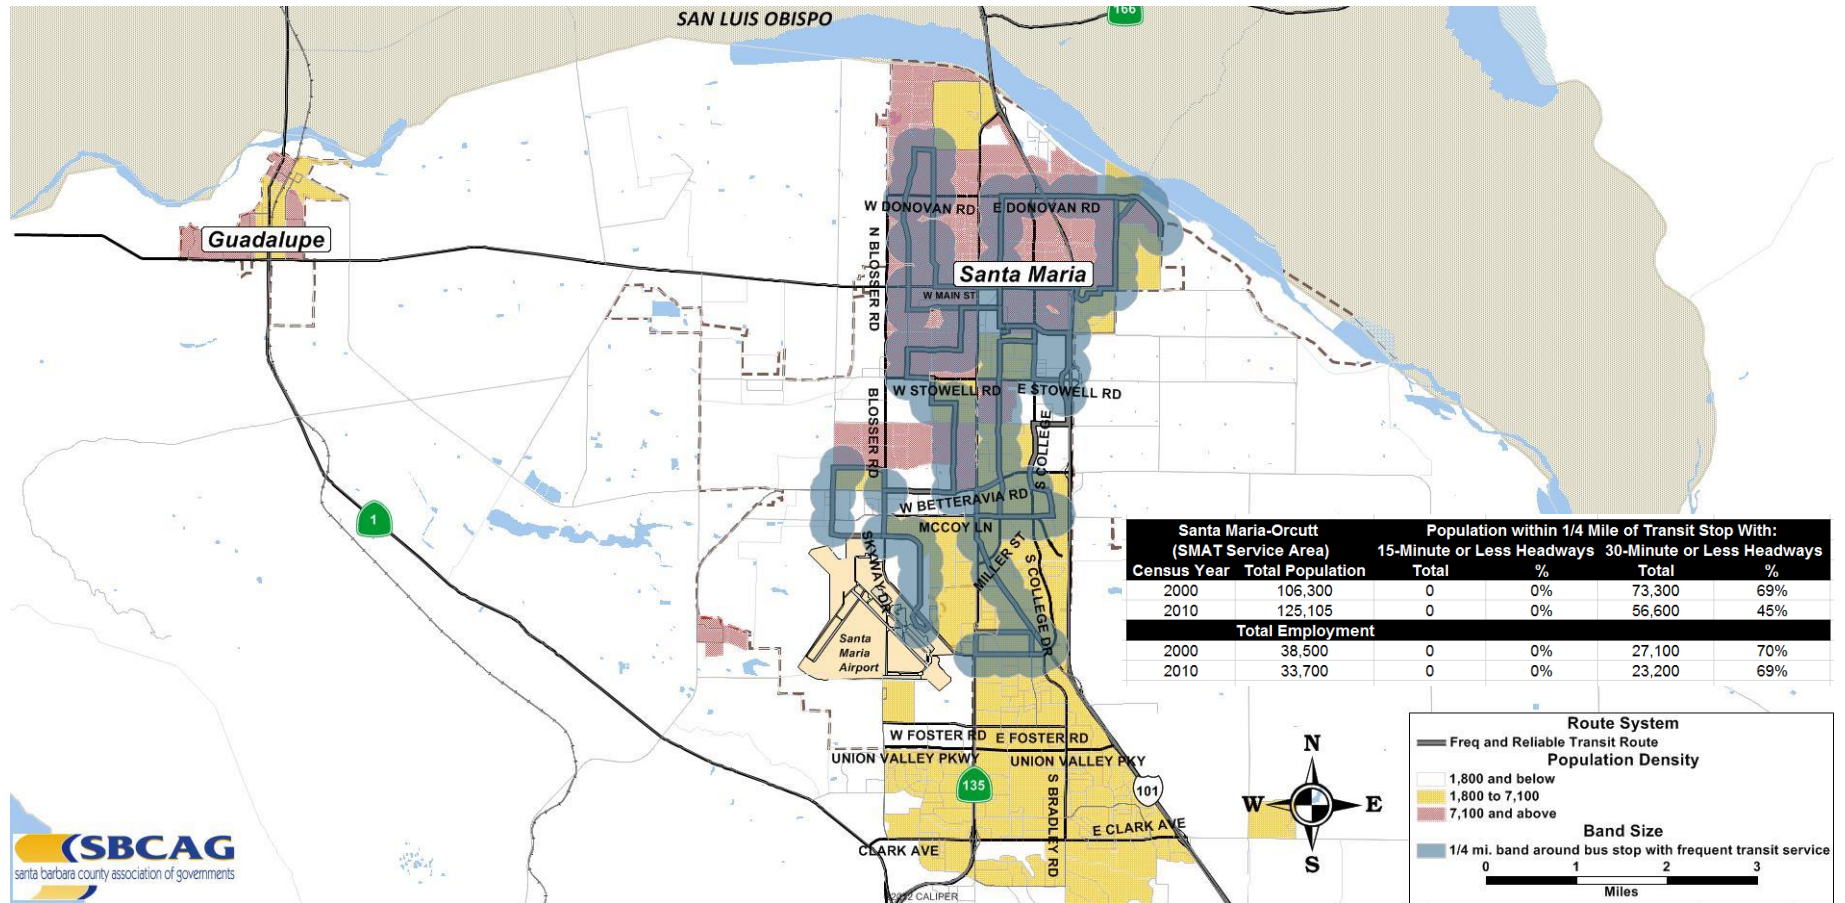 SAN LUIS OBISPO
166
W DONOVAN RD
E DONOVAN RD
Guadalupe
N BLOSSER RD
Santa Maria
W MAIN ST
W STOWELL RD
E STOWELL RD
BLOSSER RD
S COLLEGE
W BETTERAVIA RD
1
MCCOY LN
SKYWAY DR
MILLER ST
S COLLEGE DR
Santa
Maria
Airport
Santa Maria-Orcutt Population within 1/4 Mile of Transit Stop With:
(SMAT Service Area) 15-Minute or Less Headways 30-Minute or Less Headways
Census Year Total Population Total % Total %
2000 106,300 0 0% 73,300 69%
2010 125,105 0 0% 56,600 45%
Total Employment
2000 38,500 0 0% 27,100 70%
2010 33,700 0 0% 23,200 69%
W FOSTER RD
E FOSTER RD
UNION VALLEY PKWY
UNION VALLEY PKY
135
101
S BRADLEY RD
E CLARK AVE
CLARK AVE
N
W E
S
Route System
Freq and Reliable Transit Route
Population Density
1,800 and below
1,800 to 7,100
7,100 and above
Band Size
1/4 mi. band around bus stop with frequent transit service
0 1 2 3
Miles
SBCAG
santa barbara county association of governments
CALIPER